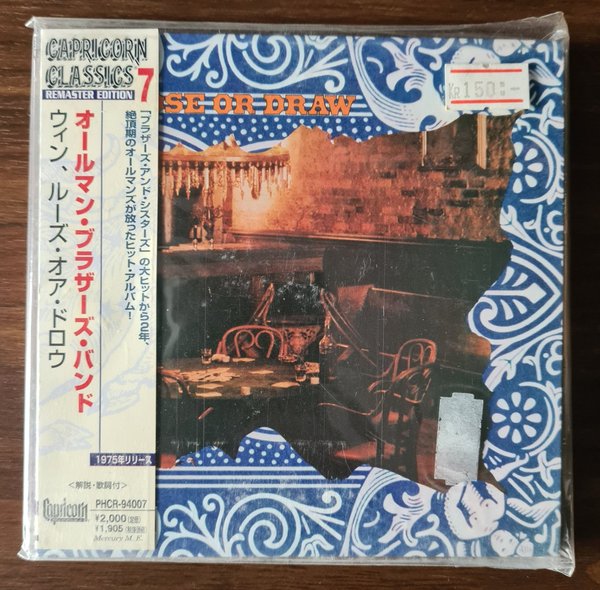 CAPRICORN
CLASSICS
REMASTER EDITION
7
オールマン・ブラザーズ・バンド
ウィン、ルーズ・オア・ドロウ
「ブラザーズ・アンド・シスターズ」の大ヒットから2年、
絶頂期のオールマンズが放ったヒット・アルバム!
1975年リリース
<解説・歌詞付>
Capricorn
PHCR-94007
¥2,000
¥1,905
Mercury M. E.
SE OR DRAW
KR 150